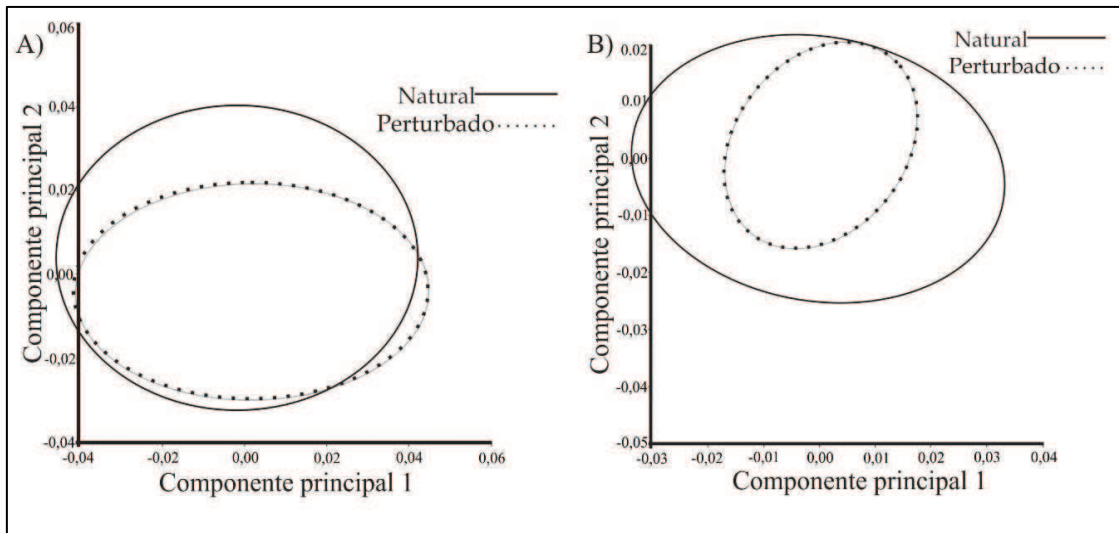 A)
Natural
Perturbado
Componente principal 2
0,06
0,04
0,02
0,00
-0,02
-0,04
-0,04
-0,02
0,00
0,02
0,04
0,06
Componente principal 1
B)
Natural
Perturbado
Componente principal 2
0.02
0.01
0.00
-0.01
-0.02
-0,03
-0,04
-0,05
-0,03
-0,02
-0,01
0,00
0,01
0,02
0,03
0,04
Componente principal 1